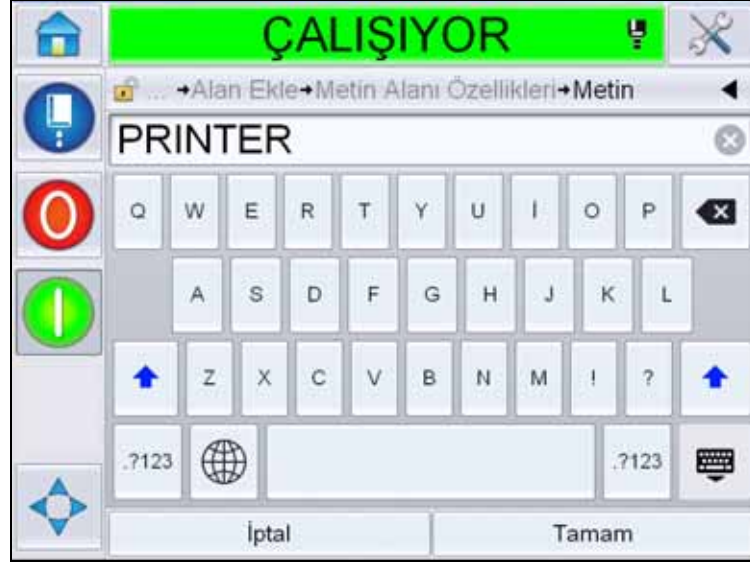 ÇALIŞIYOR
... →Alan Ekle→Metin Alanı Özellikleri→Metin
PRINTER
Q W E R T Y U İ O P
A S D F G H J K L
Z X C V B N M ! ?
.?123 .?123
İptal Tamam